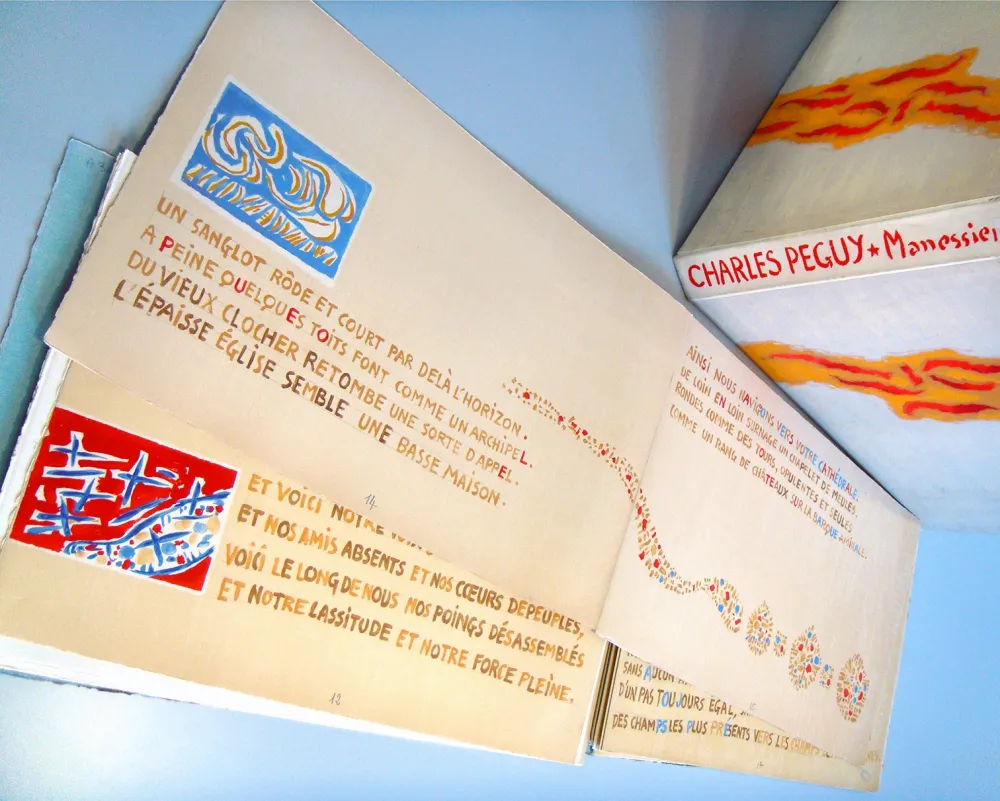 UN SANGLOT RÔDE ET COURT PAR DELÀ L'HORIZON.
A PEINE QUELQUES TOITS FONT COMME UN ARCHIPEL.
DU VIEUX CLOCHER RETOMBE UNE SORTE D'APPEL.
L'ÉPAISSE ÉGLISE SEMBLE UNE BASSE MAISON.
14
AINSI NOUS NAVIGONS VERS VOTRE CATHÉDRALE.
DE LOIN EN LOIN SURNAGE UN CHAPELET DE MEULES,
RONDES COMME DES TOURS, OPULENTES ET SEULES
COMME UN RANG DE CHÂTEAUX SUR LA BARQUE AMIRALE.
CHARLES PEGUY★Manessier
ET VOICI NOTRE
ET NOS AMIS ABSENTS ET NOS CŒURS DÉPEUPLÉS,
VOICI LE LONG DE NOUS NOS POINGS DÉSASSEMBLÉS
ET NOTRE LASSITUDE ET NOTRE FORCE PLEINE.
12
SANS AUCUN
D'UN PAS TOUJOURS ÉGAL,
DES CHAMPS LES PLUS PRÉSENTS VERS LES CHAMPS